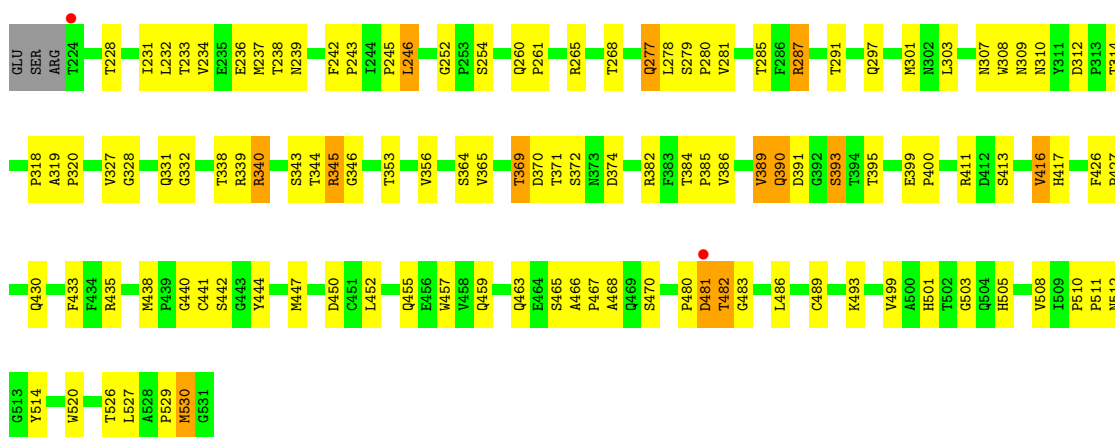 GLU SER ARG T224 T228 I231 L232 T233 V234 E235 E236 M237 T238 N239 F242 P243 I244 P245 L246 G252 P253 S254 Q260 P261 R265 T268 Q277 L278 S279 P280 V281 T285 F286 R287 T291 Q297 M301 N302 L303 N307 W308 N309 N310 Y311 D312 P313 T314
P318 A319 P320 V327 G328 Q331 G332 T338 R339 R340 S343 T344 R345 G346 T353 V356 S364 V365 T369 D370 T371 S372 N373 D374 R382 F383 T384 P385 V386 V389 Q390 D391 G392 S393 T394 T395 E399 P400 R411 D412 S413 V416 H417 F426
Q430 F433 F434 R435 M438 P439 G440 C441 S442 G443 Y444 M447 D450 C451 L452 Q455 E456 W457 V458 Q459 Q463 E464 S465 A466 P467 A468 Q469 S470 P480 D481 T482 G483 L486 C489 K493 V499 A500 H501 T502 G503 Q504 H505 V508 I509 P510 P511 N512
G513 Y514 W520 T526 L527 A528 P529 M530 G531